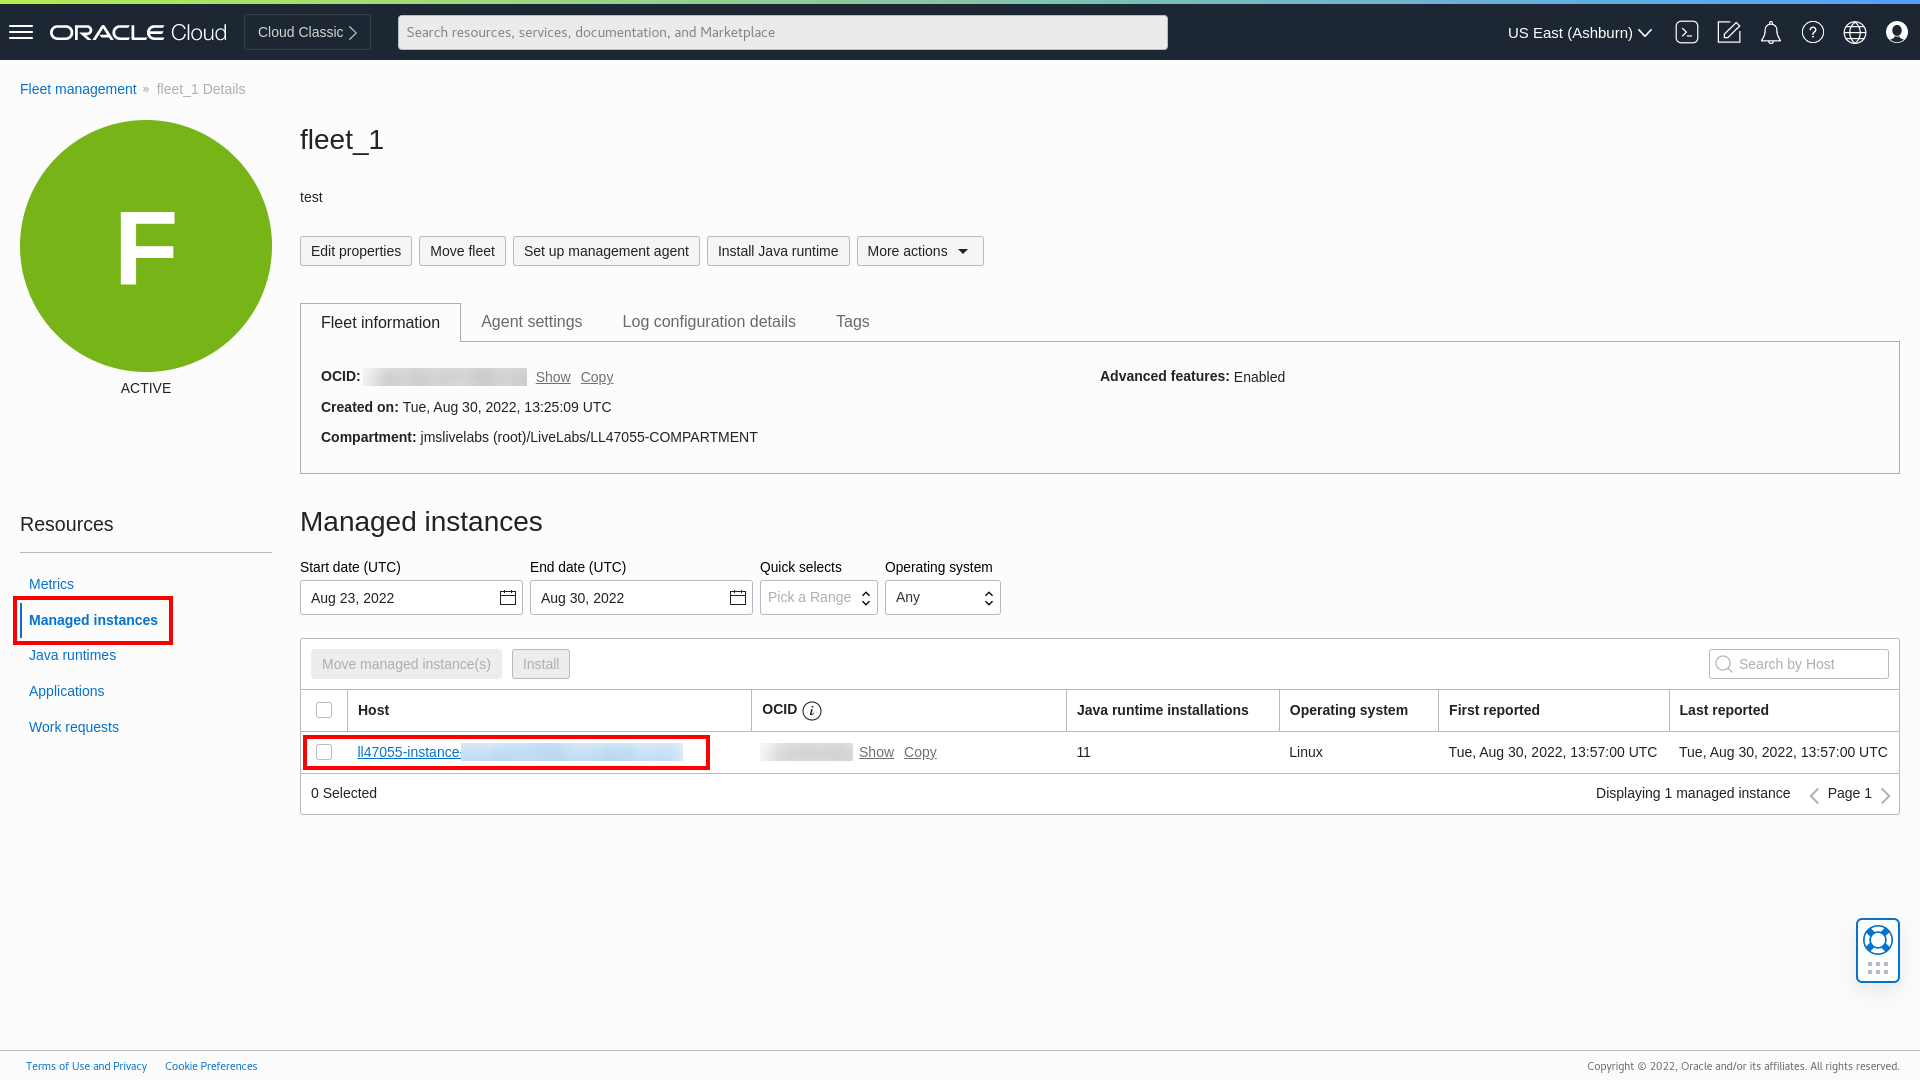 ORACLE Cloud
Cloud Classic
Search resources, services, documentation, and Marketplace
US East (Ashburn)
Fleet management » fleet_1 Details
F
ACTIVE
fleet_1
test
Edit properties
Move fleet
Set up management agent
Install Java runtime
More actions
Fleet information
Agent settings
Log configuration details
Tags
OCID: Show Copy
Advanced features: Enabled
Created on: Tue, Aug 30, 2022, 13:25:09 UTC
Compartment: jmslivelabs (root)/LiveLabs/LL47055-COMPARTMENT
Resources
Metrics
Managed instances
Java runtimes
Applications
Work requests
Managed instances
Start date (UTC)
End date (UTC)
Quick selects
Operating system
Aug 23, 2022
Aug 30, 2022
Pick a Range
Any
Move managed instance(s)
Install
Search by Host
Host
OCID i
Java runtime installations
Operating system
First reported
Last reported
ll47055-instance-
Show Copy
11
Linux
Tue, Aug 30, 2022, 13:57:00 UTC
Tue, Aug 30, 2022, 13:57:00 UTC
0 Selected
Displaying 1 managed instance
Page 1
Terms of Use and Privacy
Cookie Preferences
Copyright © 2022, Oracle and/or its affiliates. All rights reserved.